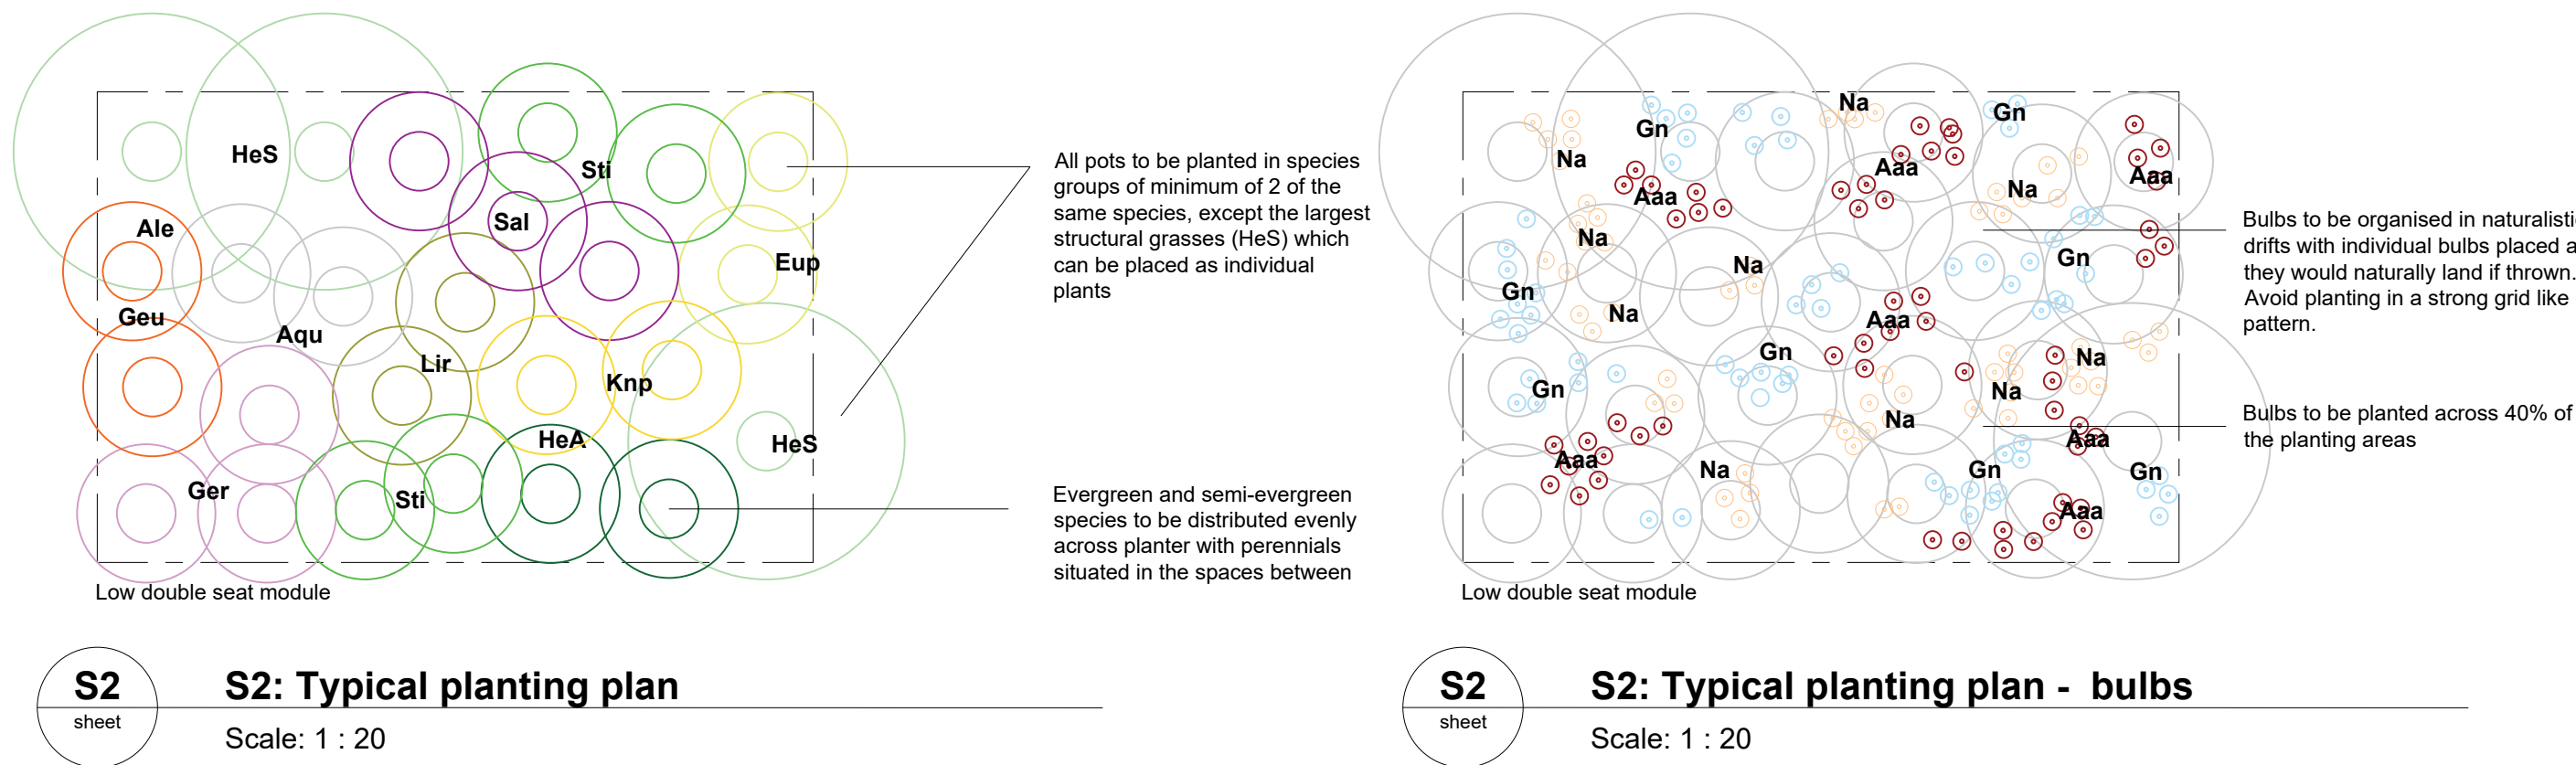 HeS
Sti
Ale
Sal
Eup
Geu
Aqu
Lir
Knp
HeA
HeS
Ger
Sti
All pots to be planted in species
groups of minimum of 2 of the
same species, except the largest
structural grasses (HeS) which
can be placed as individual
plants
Evergreen and semi-evergreen
species to be distributed evenly
across planter with perennials
situated in the spaces between
Low double seat module
S2
sheet
S2: Typical planting plan
Scale: 1 : 20
Na
Gn
Gn
Na
Aaa
Aaa
Na
Aaa
Na
Na
Gn
Gn
Na
Aaa
Gn
Na
Gn
Na
Na
Aaa
Aaa
Na
Gn
Gn
Aaa
Bulbs to be organised in naturalisti
drifts with individual bulbs placed a
they would naturally land if thrown.
Avoid planting in a strong grid like
pattern.
Bulbs to be planted across 40% of
the planting areas
Low double seat module
S2
sheet
S2: Typical planting plan - bulbs
Scale: 1 : 20